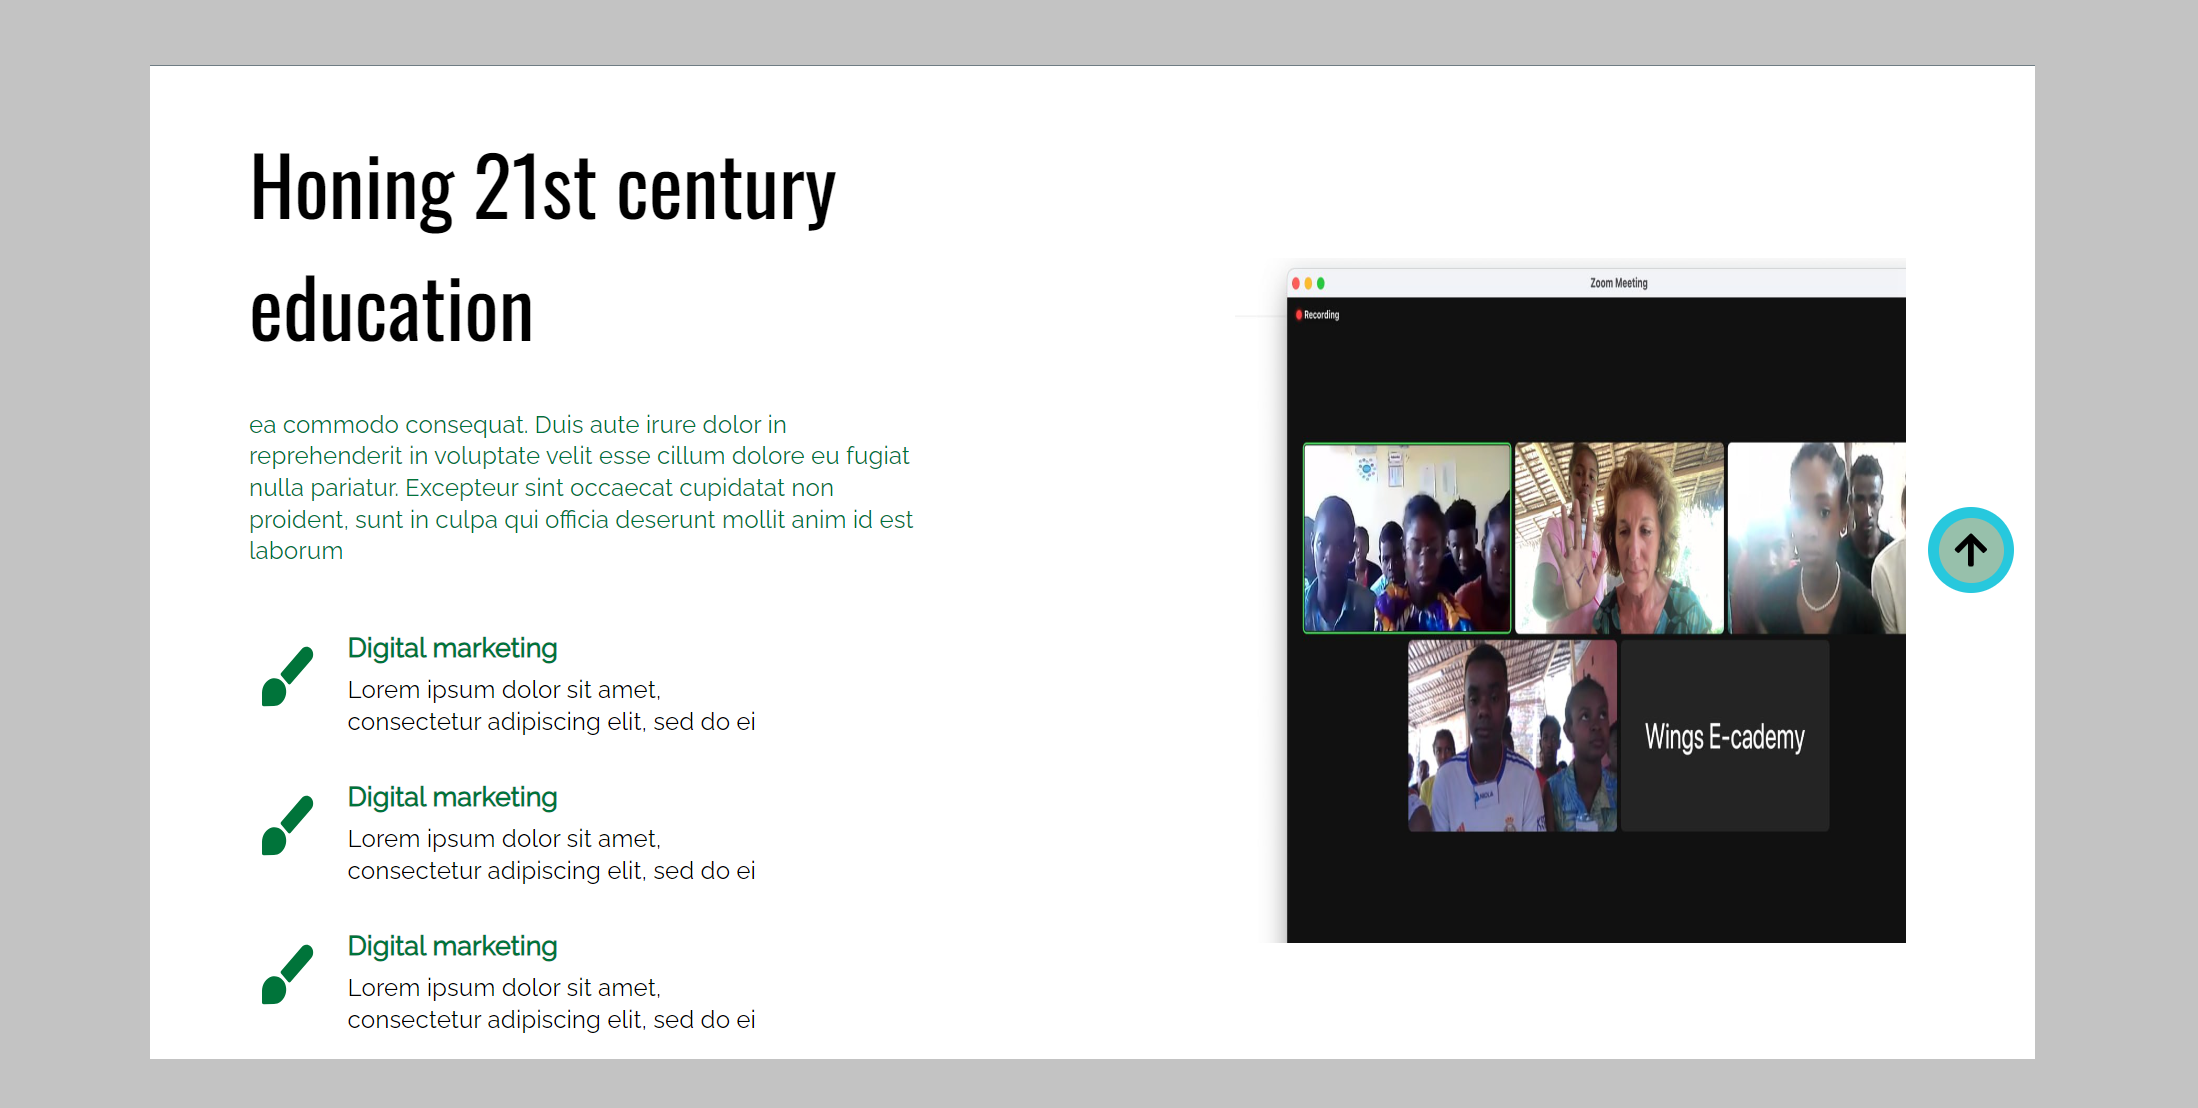 Honing 21st century
education
ea commodo consequat. Duis aute irure dolor in
reprehenderit in voluptate velit esse cillum dolore eu fugiat
nulla pariatur. Excepteur sint occaecat cupidatat non
proident, sunt in culpa qui officia deserunt mollit anim id est
laborum
Digital marketing
Lorem ipsum dolor sit amet,
consectetur adipiscing elit, sed do ei
Digital marketing
Lorem ipsum dolor sit amet,
consectetur adipiscing elit, sed do ei
Digital marketing
Lorem ipsum dolor sit amet,
consectetur adipiscing elit, sed do ei
Zoom Meeting
Recording
Wings E-cademy